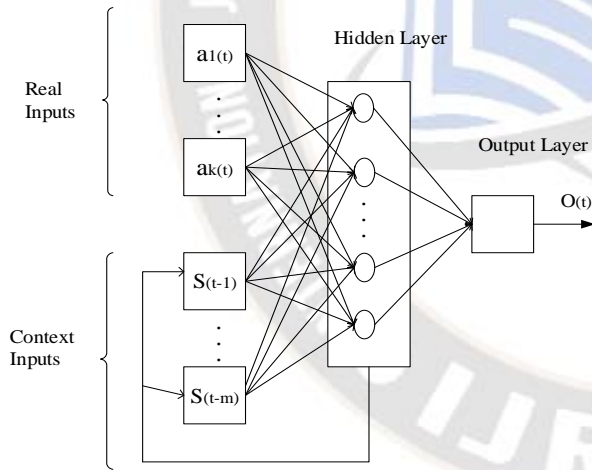 Hidden Layer
a1(t)
Real
Inputs
ak(t)
Output Layer
O(t)
S(t-1)
Context
Inputs
S(t-m)